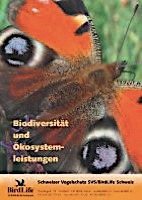 Biodiversität
und
Ökosystem-
leistungen
Schweizer Vogelschutz SVS/BirdLife Schweiz
BirdLife